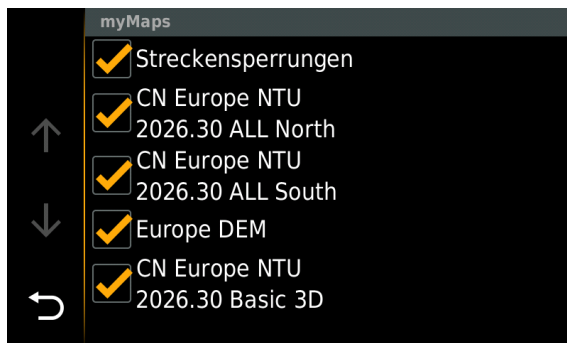 myMaps
Streckensperrungen
CN Europe NTU
2026.30 ALL North
CN Europe NTU
2026.30 ALL South
Europe DEM
CN Europe NTU
2026.30 Basic 3D